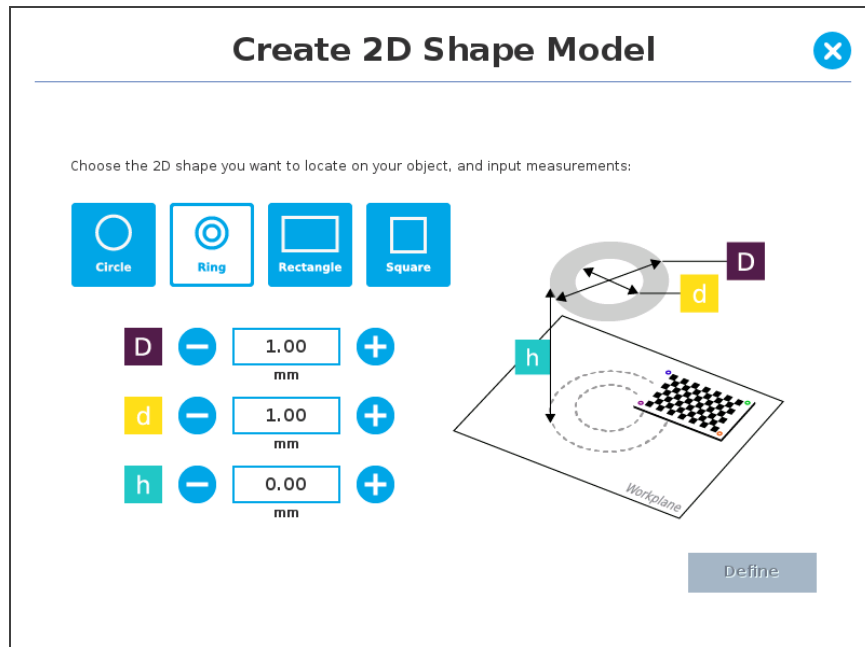 Create 2D Shape Model
Choose the 2D shape you want to locate on your object, and input measurements:
Circle
Ring
Rectangle
Square
D
1.00
mm
d
1.00
mm
h
0.00
mm
D
d
h
Workplane
Define